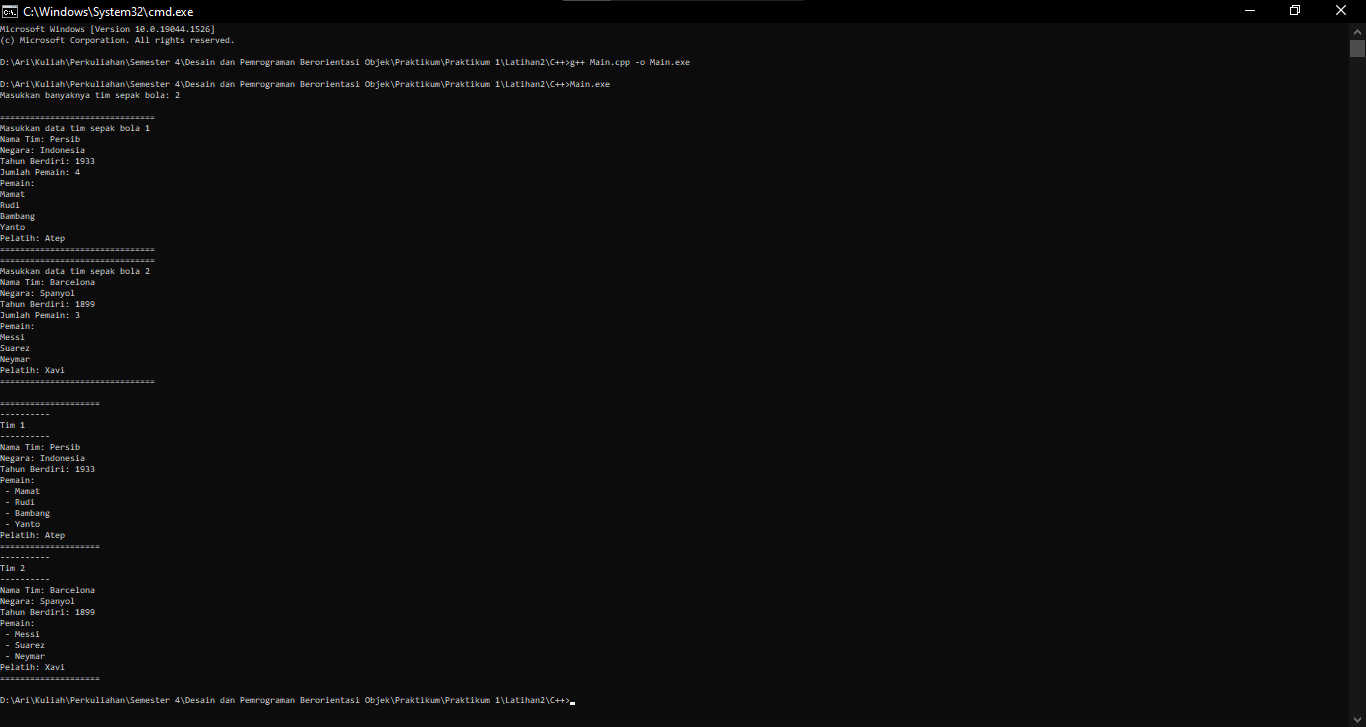 C:\Windows\System32\cmd.exe
Microsoft Windows [Version 10.0.19044.1526]
(c) Microsoft Corporation. All rights reserved.
D:\Ari\Kuliah\Perkuliahan\Semester 4\Desain dan Pemrograman Berorientasi Objek\Praktikum\Praktikum 1\Latihan2\C++>g++ Main.cpp -o Main.exe
D:\Ari\Kuliah\Perkuliahan\Semester 4\Desain dan Pemrograman Berorientasi Objek\Praktikum\Praktikum 1\Latihan2\C++>Main.exe
Masukkan banyaknya tim sepak bola: 2
===============================
Masukkan data tim sepak bola 1
Nama Tim: Persib
Negara: Indonesia
Tahun Berdiri: 1933
Jumlah Pemain: 4
Pemain:
Mamat
Rudi
Bambang
Yanto
Pelatih: Atep
===============================
===============================
Masukkan data tim sepak bola 2
Nama Tim: Barcelona
Negara: Spanyol
Tahun Berdiri: 1899
Jumlah Pemain: 3
Pemain:
Messi
Suarez
Neymar
Pelatih: Xavi
===============================
====================
----------
Tim 1
----------
Nama Tim: Persib
Negara: Indonesia
Tahun Berdiri: 1933
Pemain:
 - Mamat
 - Rudi
 - Bambang
 - Yanto
Pelatih: Atep
====================
----------
Tim 2
----------
Nama Tim: Barcelona
Negara: Spanyol
Tahun Berdiri: 1899
Pemain:
 - Messi
 - Suarez
 - Neymar
Pelatih: Xavi
====================
D:\Ari\Kuliah\Perkuliahan\Semester 4\Desain dan Pemrograman Berorientasi Objek\Praktikum\Praktikum 1\Latihan2\C++>